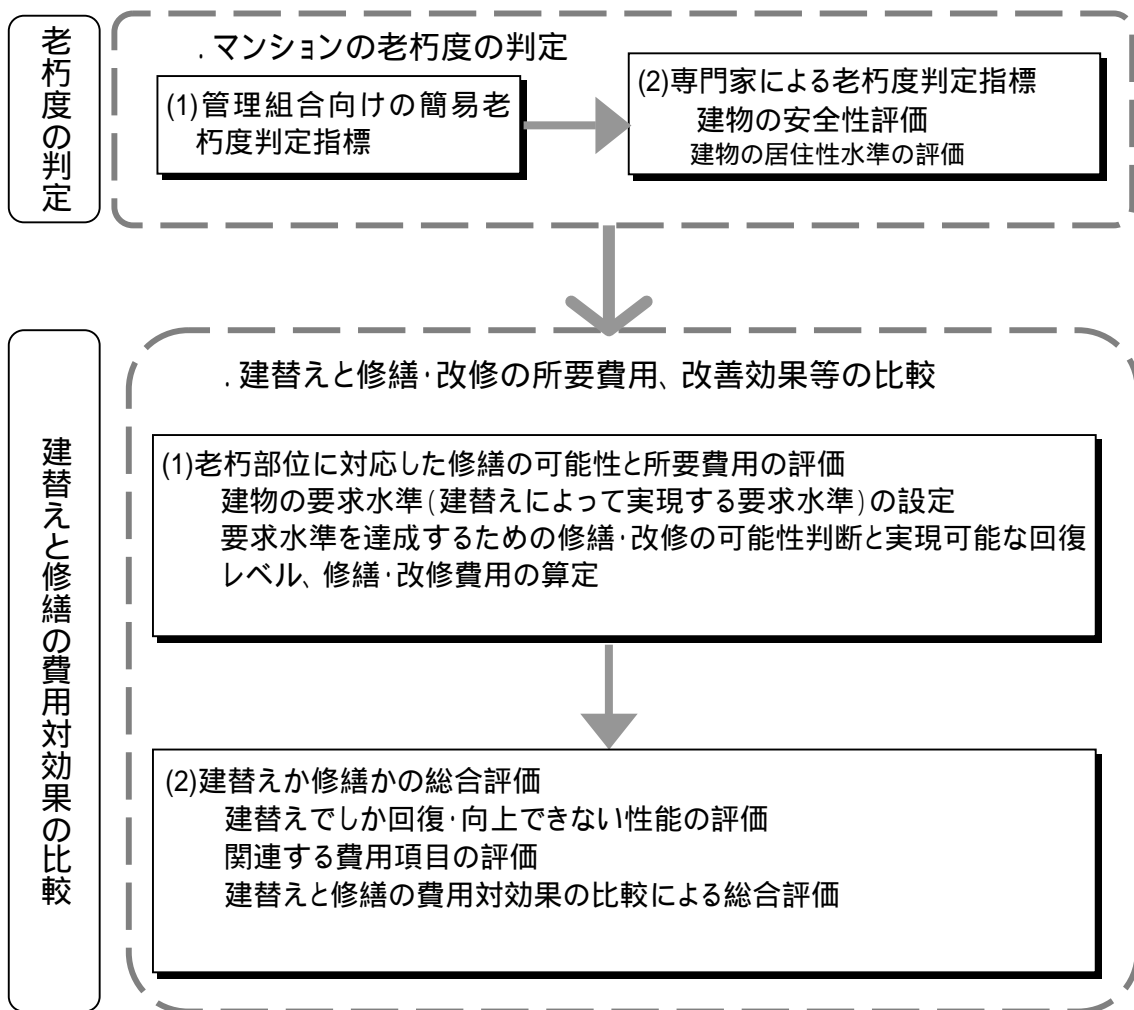 老朽度の判定
.マンションの老朽度の判定
(1)管理組合向けの簡易老
朽度判定指標
(2)専門家による老朽度判定指標
建物の安全性評価
建物の居住性水準の評価
建替えと修繕の費用対効果の比較
.建替えと修繕・改修の所要費用、改善効果等の比較
(1)老朽部位に対応した修繕の可能性と所要費用の評価
建物の要求水準(建替えによって実現する要求水準)の設定
要求水準を達成するための修繕・改修の可能性判断と実現可能な回復
レベル、修繕・改修費用の算定
(2)建替えか修繕かの総合評価
建替えでしか回復・向上できない性能の評価
関連する費用項目の評価
建替えと修繕の費用対効果の比較による総合評価